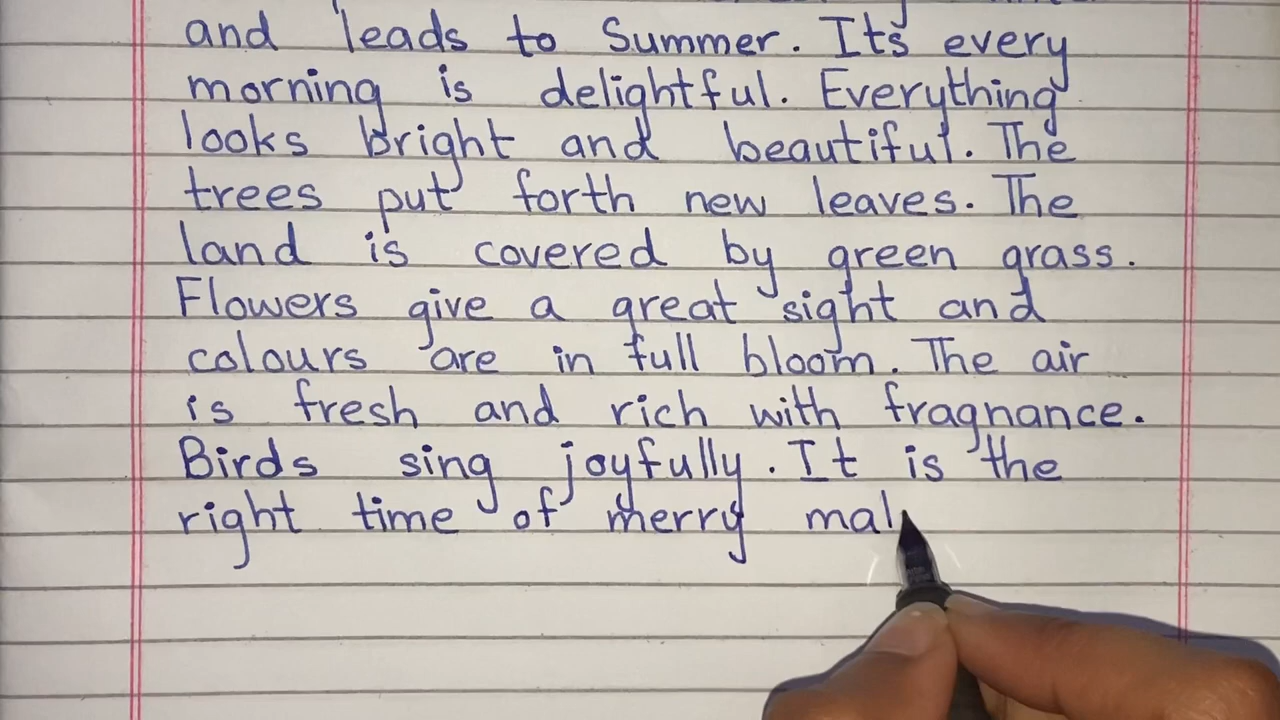 and leads to Summer. Its every
morning is delightful. Everything
looks bright and beautiful. The
trees put forth new leaves. The
land is covered by green grass.
Flowers give a great sight and
colours are in full bloom. The air
is fresh and rich with fragnance.
Birds sing joyfully. It is the
right time of merry mal